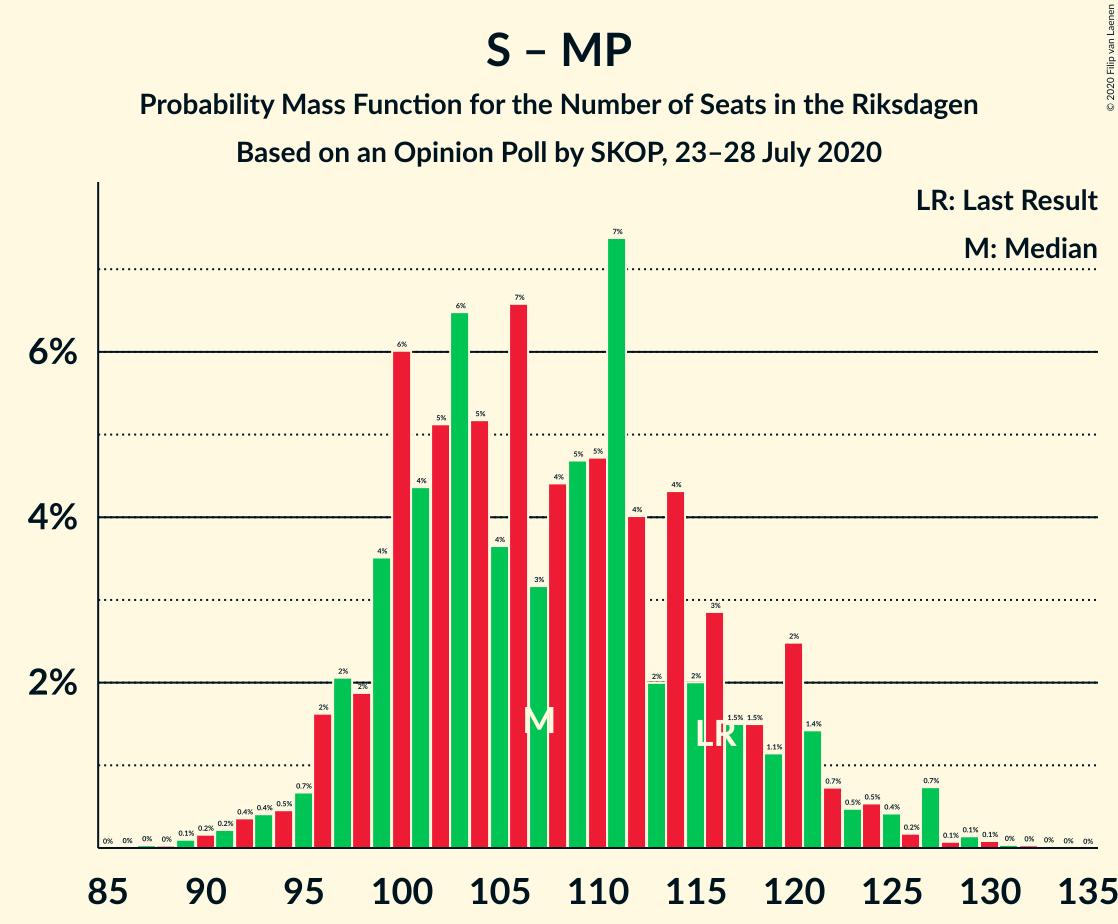 S – MP
Probability Mass Function for the Number of Seats in the Riksdagen
Based on an Opinion Poll by SKOP, 23–28 July 2020
© 2020 Filip van Laenen
LR: Last Result
M: Median
6%
4%
2%
0% 0% 0% 0% 0.1% 0.2% 0.2% 0.4% 0.4% 0.5% 0.7% 2% 2% 2% 4% 6% 4% 5% 6% 5% 4% 7% 3% 4% 5% 5% 7% 4% 2% 4% 2% 3% 1.5% 1.5% 1.1% 2% 1.4% 0.7% 0.5% 0.5% 0.4% 0.2% 0.7% 0.1% 0.1% 0.1% 0% 0% 0% 0% 0%
M
LR
85 90 95 100 105 110 115 120 125 130 135